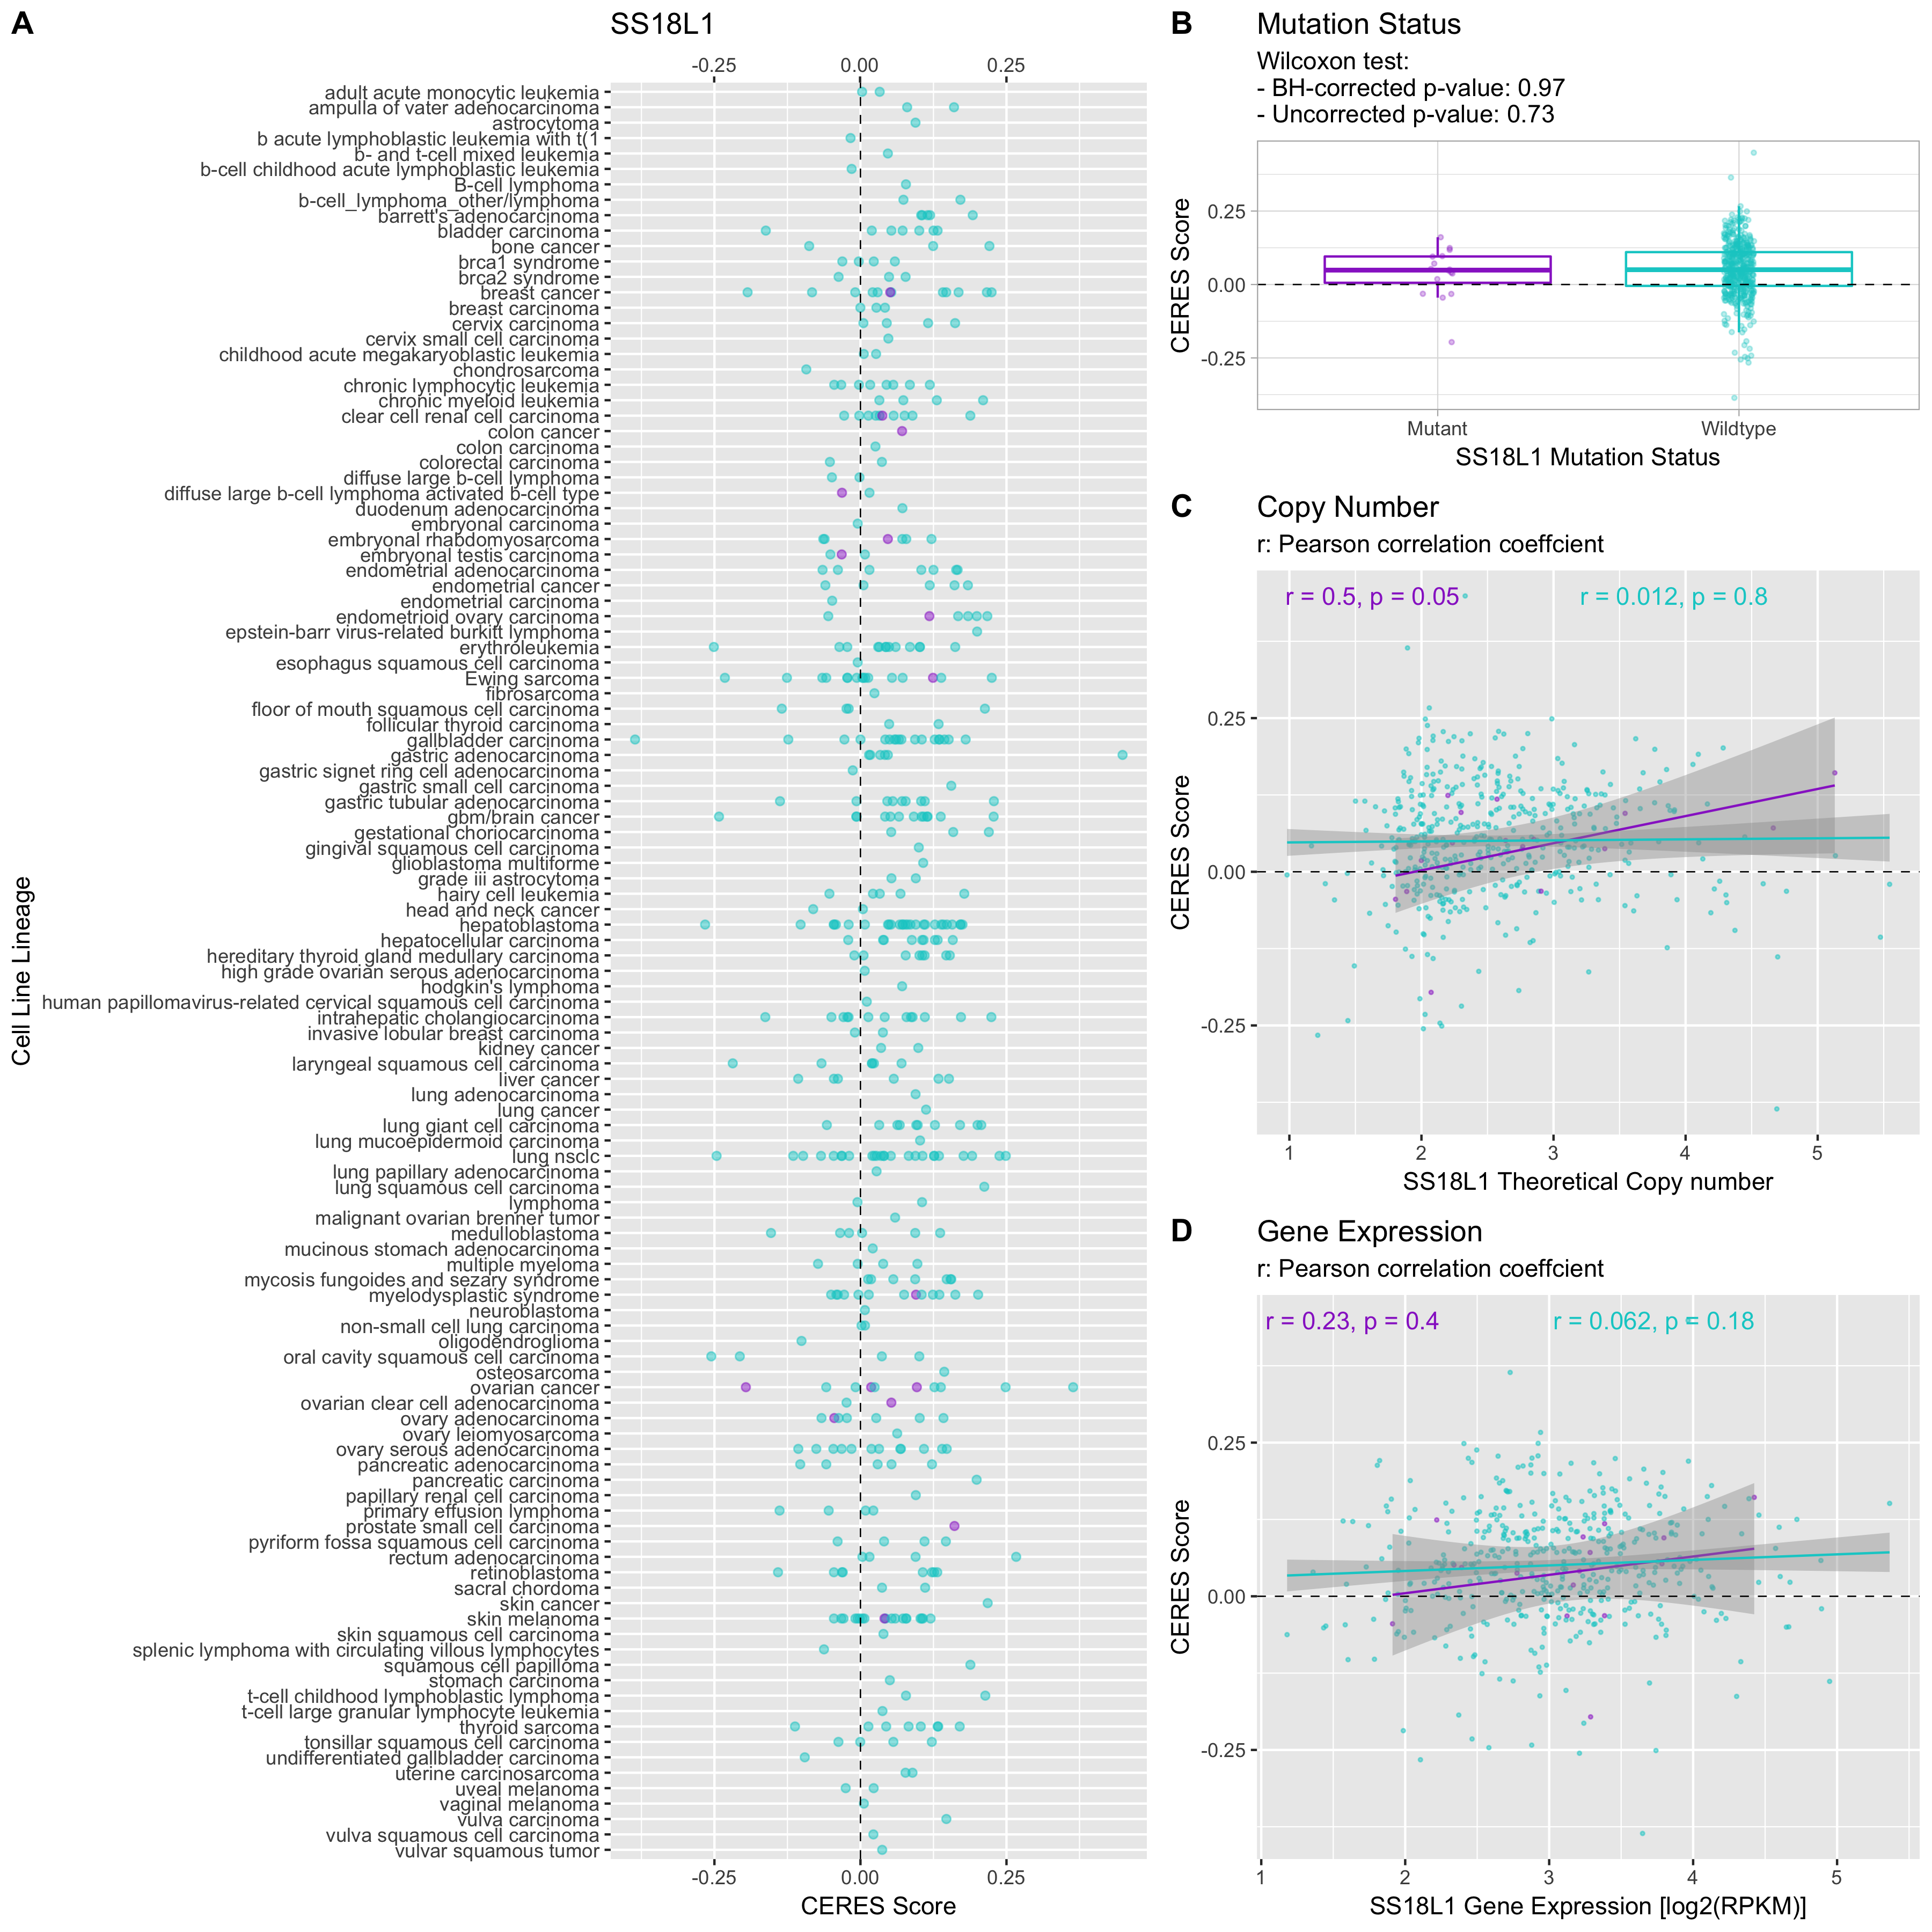 A
SS18L1
-0.25 0.00 0.25
Cell Line Lineage
adult acute monocytic leukemia
ampulla of vater adenocarcinoma
astrocytoma
b acute lymphoblastic leukemia with t(1
b- and t-cell mixed leukemia
b-cell childhood acute lymphoblastic leukemia
B-cell lymphoma
b-cell_lymphoma_other/lymphoma
barrett's adenocarcinoma
bladder carcinoma
bone cancer
brca1 syndrome
brca2 syndrome
breast cancer
breast carcinoma
cervix carcinoma
cervix small cell carcinoma
childhood acute megakaryoblastic leukemia
chondrosarcoma
chronic lymphocytic leukemia
chronic myeloid leukemia
clear cell renal cell carcinoma
colon cancer
colon carcinoma
colorectal carcinoma
diffuse large b-cell lymphoma
diffuse large b-cell lymphoma activated b-cell type
duodenum adenocarcinoma
embryonal carcinoma
embryonal rhabdomyosarcoma
embryonal testis carcinoma
endometrial adenocarcinoma
endometrial cancer
endometrial carcinoma
endometrioid ovary carcinoma
epstein-barr virus-related burkitt lymphoma
erythroleukemia
esophagus squamous cell carcinoma
Ewing sarcoma
fibrosarcoma
floor of mouth squamous cell carcinoma
follicular thyroid carcinoma
gallbladder carcinoma
gastric adenocarcinoma
gastric signet ring cell adenocarcinoma
gastric small cell carcinoma
gastric tubular adenocarcinoma
gbm/brain cancer
gestational choriocarcinoma
gingival squamous cell carcinoma
glioblastoma multiforme
grade iii astrocytoma
hairy cell leukemia
head and neck cancer
hepatoblastoma
hepatocellular carcinoma
hereditary thyroid gland medullary carcinoma
high grade ovarian serous adenocarcinoma
hodgkin's lymphoma
human papillomavirus-related cervical squamous cell carcinoma
intrahepatic cholangiocarcinoma
invasive lobular breast carcinoma
kidney cancer
laryngeal squamous cell carcinoma
liver cancer
lung adenocarcinoma
lung cancer
lung giant cell carcinoma
lung mucoepidermoid carcinoma
lung nsclc
lung papillary adenocarcinoma
lung squamous cell carcinoma
lymphoma
malignant ovarian brenner tumor
medulloblastoma
mucinous stomach adenocarcinoma
multiple myeloma
mycosis fungoides and sezary syndrome
myelodysplastic syndrome
neuroblastoma
non-small cell lung carcinoma
oligodendroglioma
oral cavity squamous cell carcinoma
osteosarcoma
ovarian cancer
ovarian clear cell adenocarcinoma
ovary adenocarcinoma
ovary leiomyosarcoma
ovary serous adenocarcinoma
pancreatic adenocarcinoma
pancreatic carcinoma
papillary renal cell carcinoma
primary effusion lymphoma
prostate small cell carcinoma
pyriform fossa squamous cell carcinoma
rectum adenocarcinoma
retinoblastoma
sacral chordoma
skin cancer
skin melanoma
skin squamous cell carcinoma
splenic lymphoma with circulating villous lymphocytes
squamous cell papilloma
stomach carcinoma
t-cell childhood lymphoblastic lymphoma
t-cell large granular lymphocyte leukemia
thyroid sarcoma
tonsillar squamous cell carcinoma
undifferentiated gallbladder carcinoma
uterine carcinosarcoma
uveal melanoma
vaginal melanoma
vulva carcinoma
vulva squamous cell carcinoma
vulvar squamous tumor
-0.25 0.00 0.25
CERES Score
B
Mutation Status
Wilcoxon test:
- BH-corrected p-value: 0.97
- Uncorrected p-value: 0.73
CERES Score
0.25
0.00
-0.25
Mutant Wildtype
SS18L1 Mutation Status
C
Copy Number
r: Pearson correlation coeffcient
r = 0.5, p = 0.05 r = 0.012, p = 0.8
CERES Score
0.25
0.00
-0.25
1 2 3 4 5
SS18L1 Theoretical Copy number
D
Gene Expression
r: Pearson correlation coeffcient
r = 0.23, p = 0.4 r = 0.062, p = 0.18
CERES Score
0.25
0.00
-0.25
1 2 3 4 5
SS18L1 Gene Expression [log2(RPKM)]